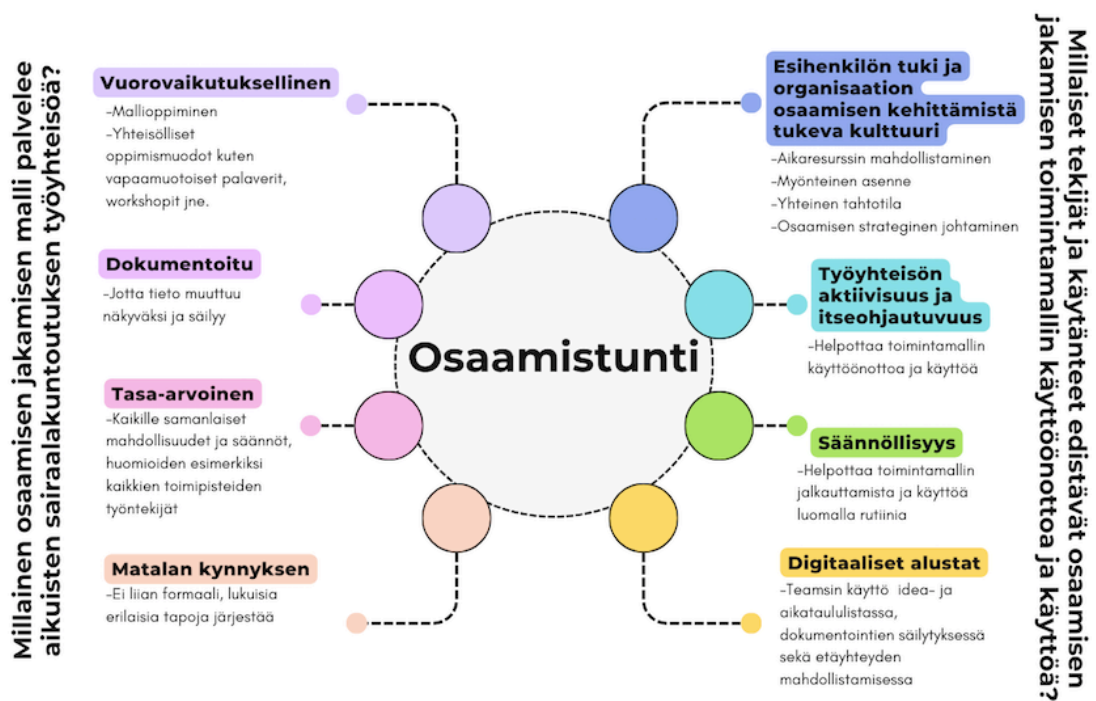 Millainen osaamisen jakamisen malli palvelee
aikuisten sairaalakuntoutuksen työyhteisöä?
Vuorovaikutuksellinen
-Mallioppiminen
-Yhteisölliset
oppimismuodot kuten
vapaamuotoiset palaverit,
workshopit jne.
Dokumentoitu
-Jotta tieto muuttuu
näkyväksi ja säilyy
Tasa-arvoinen
-Kaikille samanlaiset
mahdollisuudet ja säännöt,
huomioiden esimerkiksi
kaikkien toimipisteiden
työntekijät
Matalan kynnyksen
-Ei liian formaali, lukuisia
erilaisia tapoja järjestää
Osaamistunti
Esihenkilön tuki ja
organisaation
osaamisen kehittämistä
tukeva kulttuuri
-Aikaresurssin mahdollistaminen
-Myönteinen asenne
-Yhteinen tahtotila
-Osaamisen strateginen johtaminen
Työyhteisön
aktiivisuus ja
itseohjautuvuus
-Helpottaa toimintamallin
käyttöönottoa ja käyttöä
Säännöllisyys
-Helpottaa toimintamallin
jalkauttamista ja käyttöä
luomalla rutiinia
Digitaaliset alustat
-Teamsin käyttö idea- ja
aikataululistassa,
dokumentointien säilytyksessä
sekä etäyhteyden
mahdollistamisessa
Millaiset tekijät ja käytänteet edistävät osaamisen
jakamisen toimintamallin käyttöönottoa ja käyttöä?